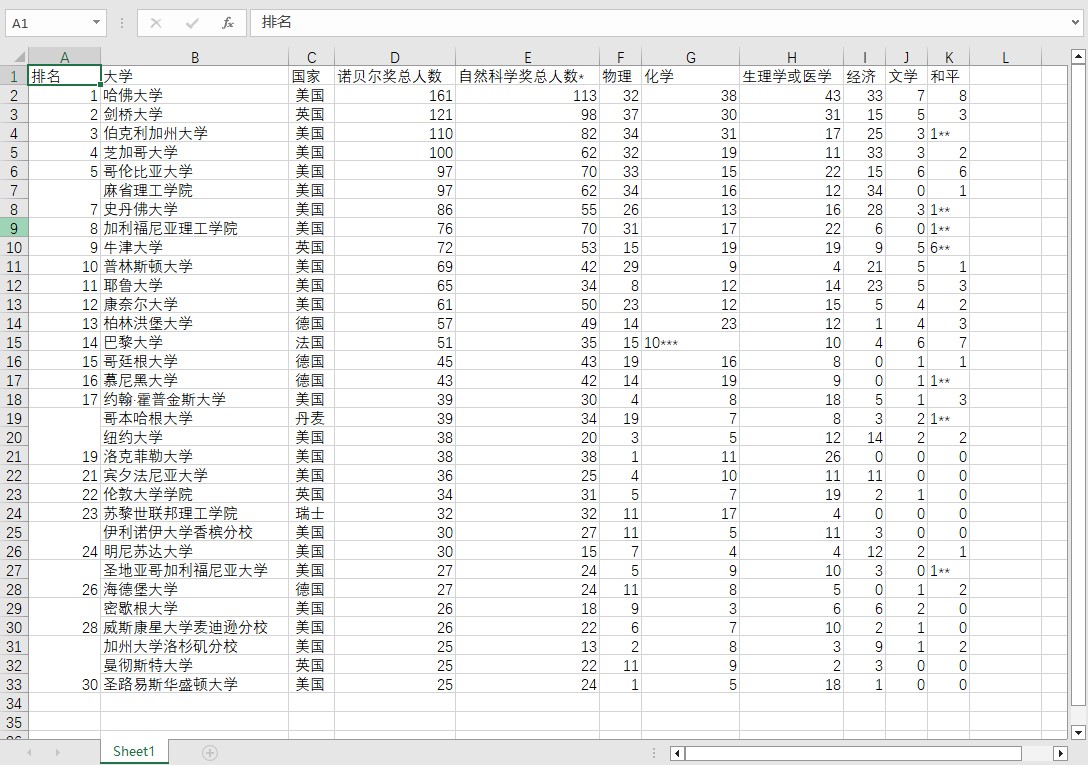 A1 fx 排名
A B C D E F G H I J K L
1 排名 大学 国家 诺贝尔奖总人数 自然科学奖总人数* 物理 化学 生理学或医学 经济 文学 和平
2 1 哈佛大学 美国 161 113 32 38 43 33 7 8
3 2 剑桥大学 英国 121 98 37 30 31 15 5 3
4 3 伯克利加州大学 美国 110 82 34 31 17 25 3 1**
5 4 芝加哥大学 美国 100 62 32 19 11 33 3 2
6 5 哥伦比亚大学 美国 97 70 33 15 22 15 6 6
7 麻省理工学院 美国 97 62 34 16 12 34 0 1
8 7 史丹佛大学 美国 86 55 26 13 16 28 3 1**
9 8 加利福尼亚理工学院 美国 76 70 31 17 22 6 0 1**
10 9 牛津大学 英国 72 53 15 19 19 9 5 6**
11 10 普林斯顿大学 美国 69 42 29 9 4 21 5 1
12 11 耶鲁大学 美国 65 34 8 12 14 23 5 3
13 12 康奈尔大学 美国 61 50 23 12 15 5 4 2
14 13 柏林洪堡大学 德国 57 49 14 23 12 1 4 3
15 14 巴黎大学 法国 51 35 15 10*** 10 4 6 7
16 15 哥廷根大学 德国 45 43 19 16 8 0 1 1
17 16 慕尼黑大学 德国 43 42 14 19 9 0 1 1**
18 17 约翰·霍普金斯大学 美国 39 30 4 8 18 5 1 3
19 哥本哈根大学 丹麦 39 34 19 7 8 3 2 1**
20 纽约大学 美国 38 20 3 5 12 14 2 2
21 19 洛克菲勒大学 美国 38 38 1 11 26 0 0 0
22 21 宾夕法尼亚大学 美国 36 25 4 10 11 11 0 0
23 22 伦敦大学学院 英国 34 31 5 7 19 2 1 0
24 23 苏黎世联邦理工学院 瑞士 32 32 11 17 4 0 0 0
25 伊利诺伊大学香槟分校 美国 30 27 11 5 11 3 0 0
26 24 明尼苏达大学 美国 30 15 7 4 4 12 2 1
27 圣地亚哥加利福尼亚大学 美国 27 24 5 9 10 3 0 1**
28 26 海德堡大学 德国 27 24 11 8 5 0 1 2
29 密歇根大学 美国 26 18 9 3 6 6 2 0
30 28 威斯康星大学麦迪逊分校 美国 26 22 6 7 10 2 1 0
31 加州大学洛杉矶分校 美国 25 13 2 8 3 9 1 2
32 曼彻斯特大学 英国 25 22 11 9 2 3 0 0
33 30 圣路易斯华盛顿大学 美国 25 24 1 5 18 1 0 0
34
35
Sheet1